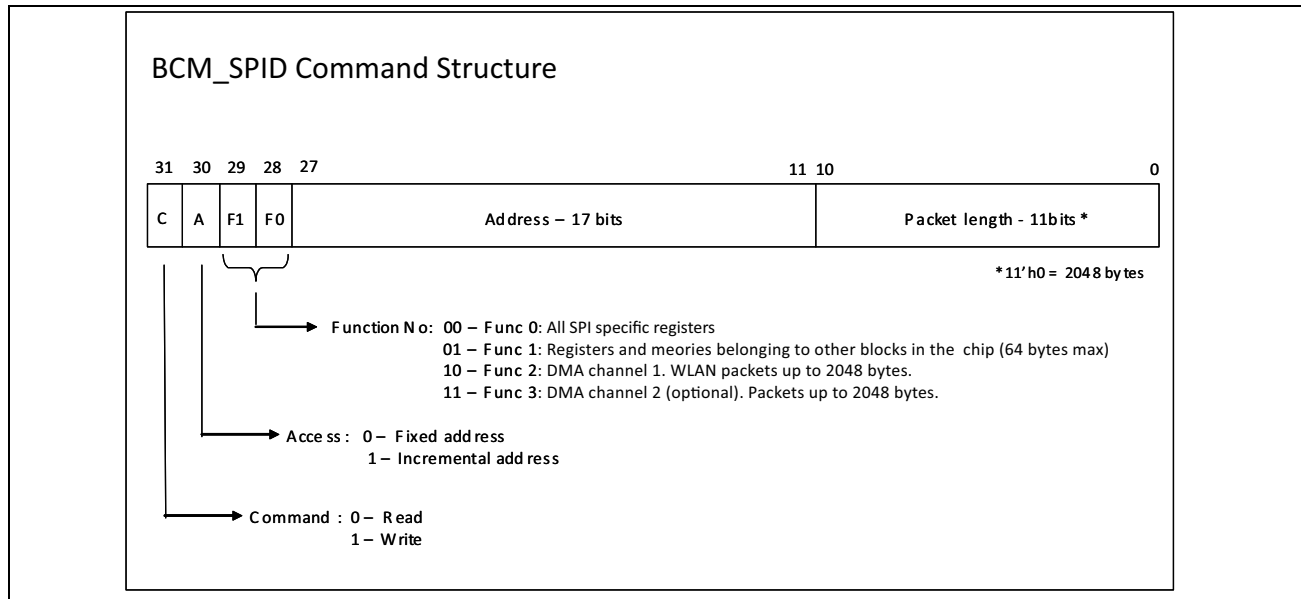 BCM_SPID Command Structure
31 30 29 28 27 11 10 0
C A F1 F0 Address – 17 bits Packet length - 11bits *
*11’h0 = 2048 bytes
Function No: 00 – Func 0: All SPI specific registers
01 – Func 1: Registers and meories belonging to other blocks in the chip (64 bytes max)
10 – Func 2: DMA channel 1. WLAN packets up to 2048 bytes.
11 – Func 3: DMA channel 2 (optional). Packets up to 2048 bytes.
Access : 0 – Fixed address
1 – Incremental address
Command : 0 – Read
1 – Write